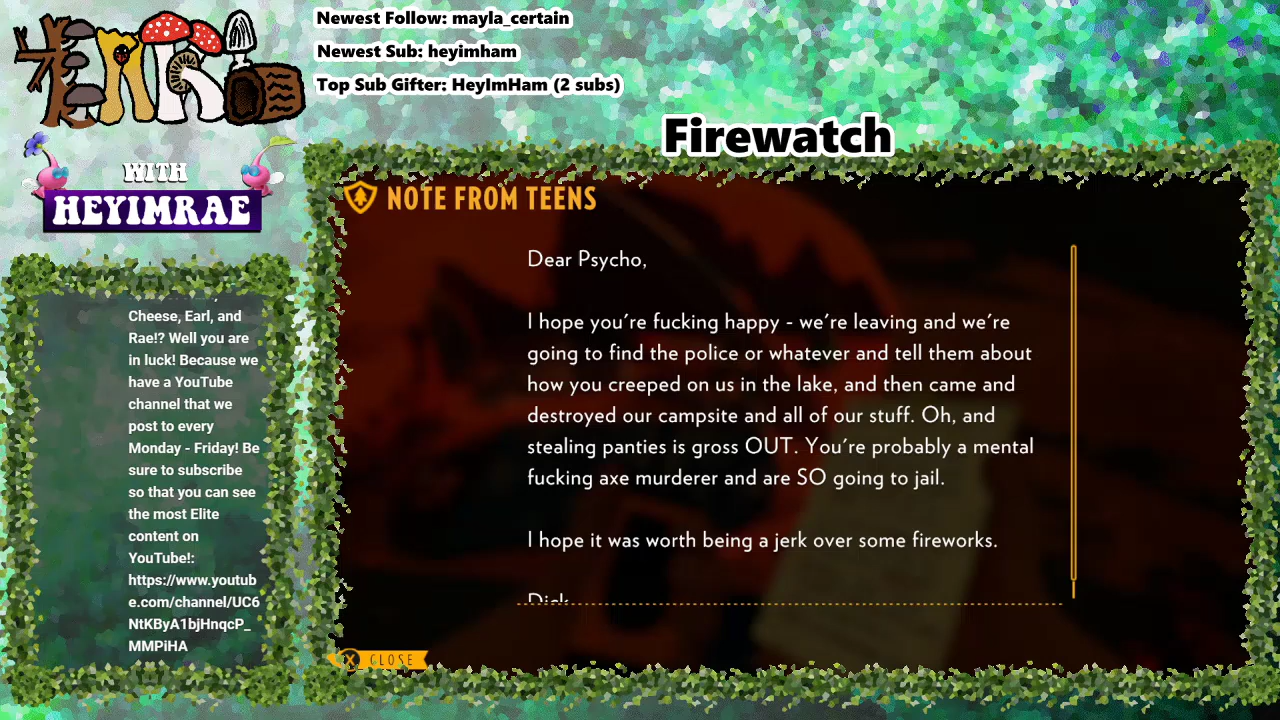 Newest Follow: mayla_certain
Newest Sub: heyimham
Top Sub Gifter: HeyImHam (2 subs)
Firewatch
WITH
HEYIMRAE
NOTE FROM TEENS
Dear Psycho,
I hope you're fucking happy - we're leaving and we're
going to find the police or whatever and tell them about
how you creeped on us in the lake, and then came and
destroyed our campsite and all of our stuff. Oh, and
stealing panties is gross OUT. You're probably a mental
fucking axe murderer and are SO going to jail.
I hope it was worth being a jerk over some fireworks.
Dick
X CLOSE
Cheese, Earl, and
Rae!? Well you are
in luck! Because we
have a YouTube
channel that we
post to every
Monday - Friday! Be
sure to subscribe
so that you can see
the most Elite
content on
YouTube!:
https://www.youtub
e.com/channel/UC6
NtKByA1bjHnqcP_
MMPiHA